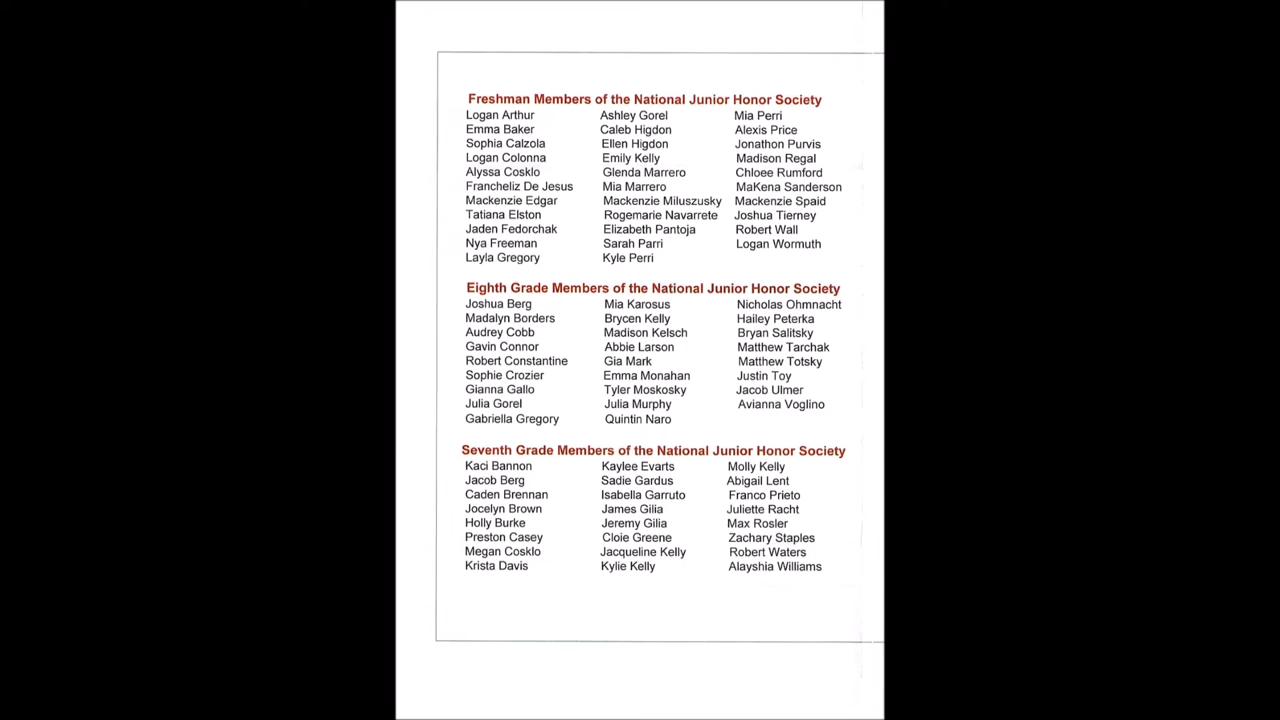 Freshman Members of the National Junior Honor Society
Logan Arthur Ashley Gorel Mia Perri
Emma Baker Caleb Higdon Alexis Price
Sophia Calzola Ellen Higdon Jonathon Purvis
Logan Colonna Emily Kelly Madison Regal
Alyssa Cosklo Glenda Marrero Chloee Rumford
Francheliz De Jesus Mia Marrero MaKena Sanderson
Mackenzie Edgar Mackenzie Miluszusky Mackenzie Spaid
Tatiana Elston Rogemarie Navarrete Joshua Tierney
Jaden Fedorchak Elizabeth Pantoja Robert Wall
Nya Freeman Sarah Parri Logan Wormuth
Layla Gregory Kyle Perri
Eighth Grade Members of the National Junior Honor Society
Joshua Berg Mia Karosus Nicholas Ohmnacht
Madalyn Borders Brycen Kelly Hailey Peterka
Audrey Cobb Madison Kelsch Bryan Salitsky
Gavin Connor Abbie Larson Matthew Tarchak
Robert Constantine Gia Mark Matthew Totsky
Sophie Crozier Emma Monahan Justin Toy
Gianna Gallo Tyler Moskosky Jacob Ulmer
Julia Gorel Julia Murphy Avianna Voglino
Gabriella Gregory Quintin Naro
Seventh Grade Members of the National Junior Honor Society
Kaci Bannon Kaylee Evarts Molly Kelly
Jacob Berg Sadie Gardus Abigail Lent
Caden Brennan Isabella Garruto Franco Prieto
Jocelyn Brown James Gilia Juliette Racht
Holly Burke Jeremy Gilia Max Rosler
Preston Casey Cloie Greene Zachary Staples
Megan Cosklo Jacqueline Kelly Robert Waters
Krista Davis Kylie Kelly Alayshia Williams